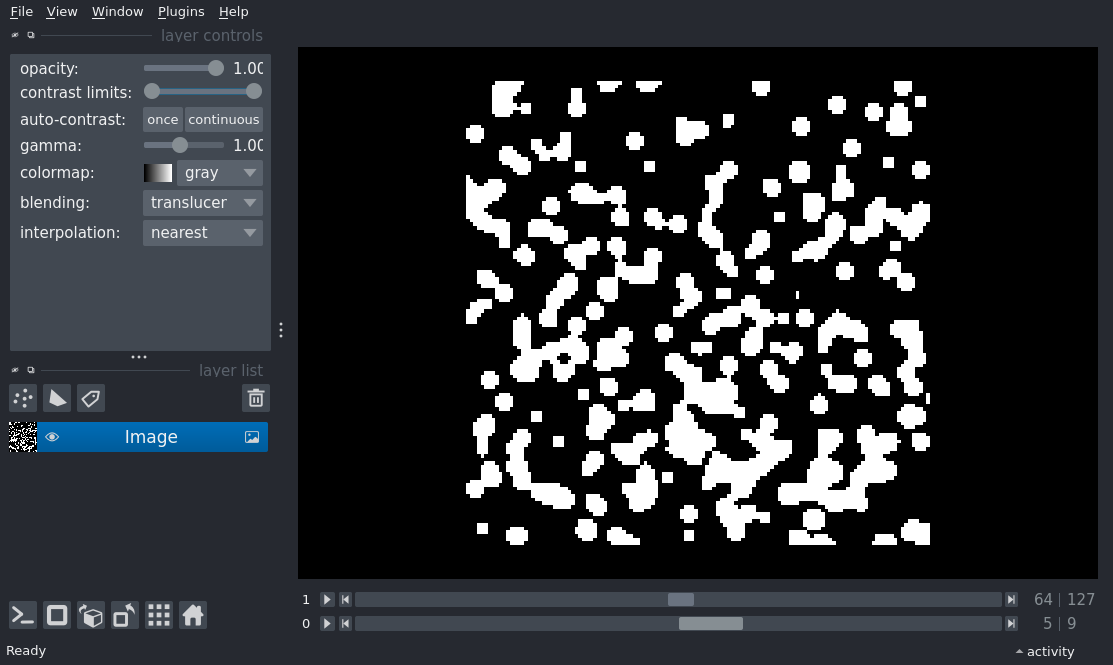 File View Window Plugins Help
layer controls
opacity: 1.00
contrast limits:
auto-contrast: once continuous
gamma: 1.00
colormap: gray
blending: translucer
interpolation: nearest
layer list
Image
1 64 | 127
0 5 | 9
Ready activity